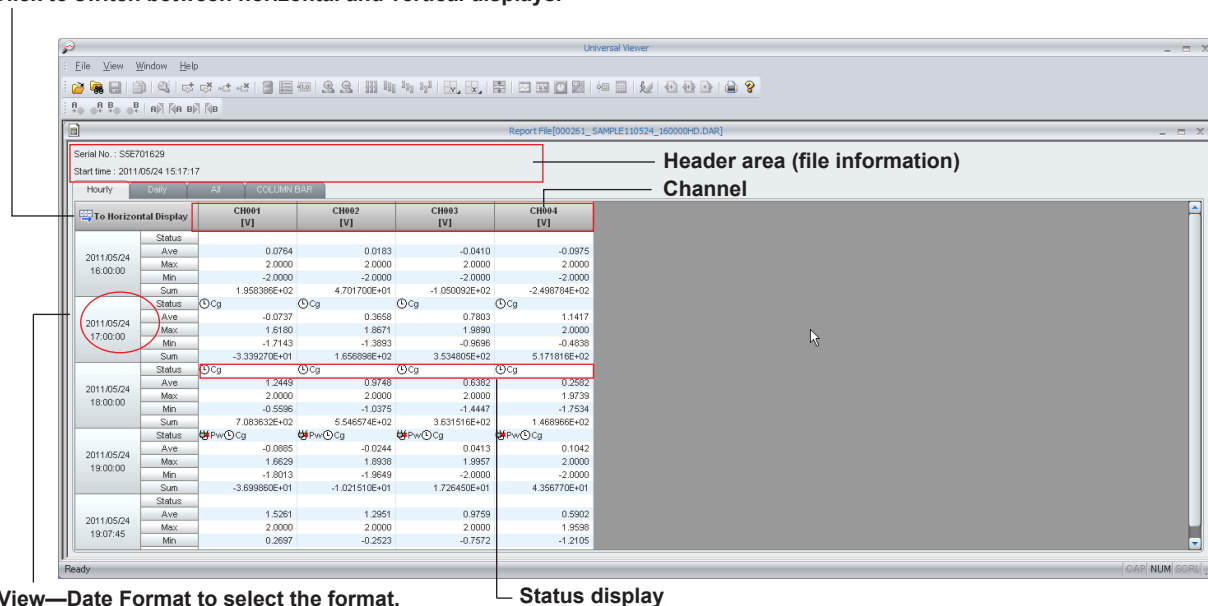 Click to switch between horizontal and vertical displays.
Universal Viewer
File View Window Help
Report File[000261_ SAMPLE110524_160000HD.DAR]
Serial No. : S5E701629
Start time : 2011/05/24 15:17:17
Header area (file information)
Channel
Hourly Daily All COLUMN BAR
To Horizontal Display CH001 [V] CH002 [V] CH003 [V] CH004 [V]
2011/05/24 16:00:00
Status
Ave 0.0764 0.0183 -0.0410 -0.0975
Max 2.0000 2.0000 2.0000 2.0000
Min -2.0000 -2.0000 -2.0000 -2.0000
Sum 1.958386E+02 4.701700E+01 -1.050092E+02 -2.498784E+02
2011/05/24 17:00:00
Status Cg Cg Cg Cg
Ave -0.0737 0.3658 0.7803 1.1417
Max 1.6180 1.8671 1.9890 2.0000
Min -1.7143 -1.3893 -0.9696 -0.4838
Sum -3.339270E+01 1.656898E+02 3.534805E+02 5.171816E+02
2011/05/24 18:00:00
Status Cg Cg Cg Cg
Ave 1.2449 0.9748 0.6382 0.2582
Max 2.0000 2.0000 2.0000 1.9739
Min -0.5596 -1.0375 -1.4447 -1.7534
Sum 7.083632E+02 5.546574E+02 3.631516E+02 1.468966E+02
2011/05/24 19:00:00
Status Pw Cg Pw Cg Pw Cg Pw Cg
Ave -0.0885 -0.0244 0.0413 0.1042
Max 1.6629 1.8938 1.9957 2.0000
Min -1.8013 -1.9649 -2.0000 -2.0000
Sum -3.699860E+01 -1.021510E+01 1.726450E+01 4.356770E+01
2011/05/24 19:07:45
Status
Ave 1.5261 1.2951 0.9759 0.5902
Max 2.0000 2.0000 2.0000 1.9598
Min 0.2697 -0.2523 -0.7572 -1.2105
Ready CAP NUM SCRL
View—Date Format to select the format.
Status display